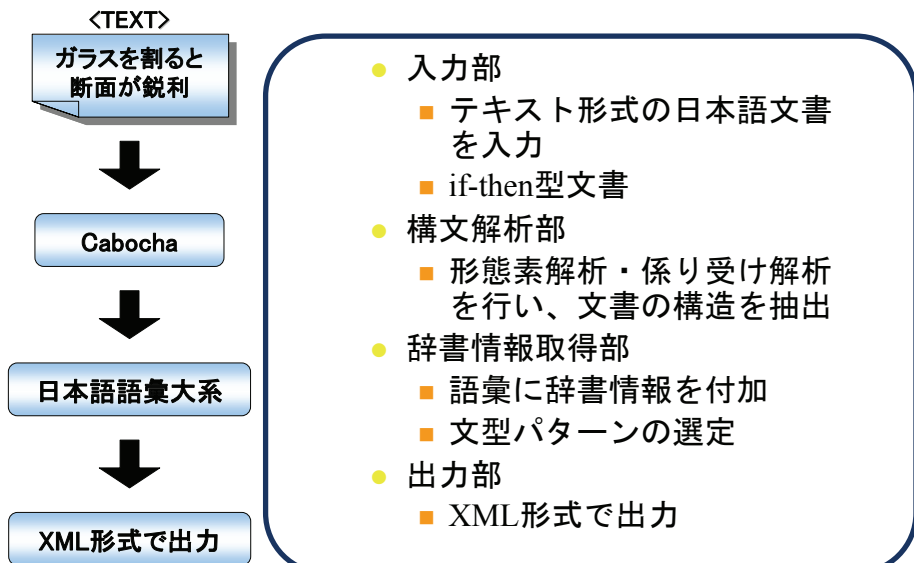 <TEXT>
ガラスを割ると
断面が鋭利
Cabocha
日本語語彙大系
XML形式で出力
入力部
テキスト形式の日本語文書
を入力
if-then型文書
構文解析部
形態素解析・係り受け解析
を行い、文書の構造を抽出
辞書情報取得部
語彙に辞書情報を付加
文型パターンの選定
出力部
XML形式で出力